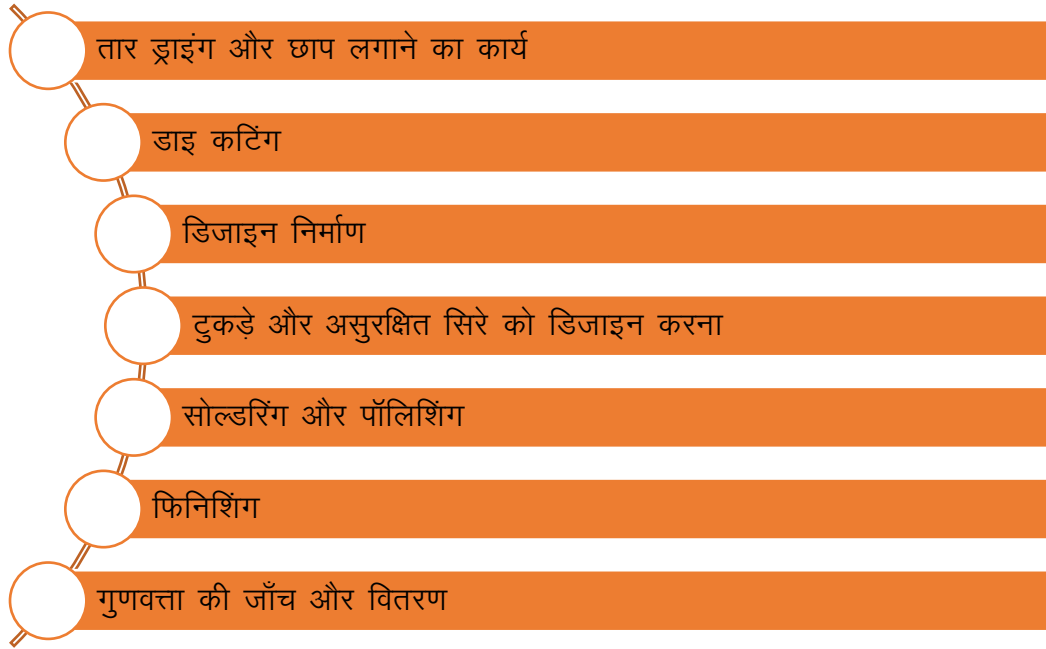 तार ड्राइंग और छाप लगाने का कार्य
डाइ कटिंग
डिजाइन निर्माण
टुकड़े और असुरक्षित सिरे को डिजाइन करना
सोल्डरिंग और पॉलिशिंग
फिनिशिंग
गुणवत्ता की जाँच और वितरण